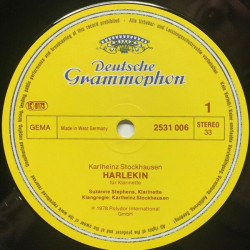 Deutsche
Grammophon
1
GEMA
Made in West Germany
2531 006
STEREO
33
Karlheinz Stockhausen
HARLEKIN
für Klarinette
Suzanne Stephens, Klarinette
Klangregie: Karlheinz Stockhausen
℗ 1978 Polydor International
GmbH